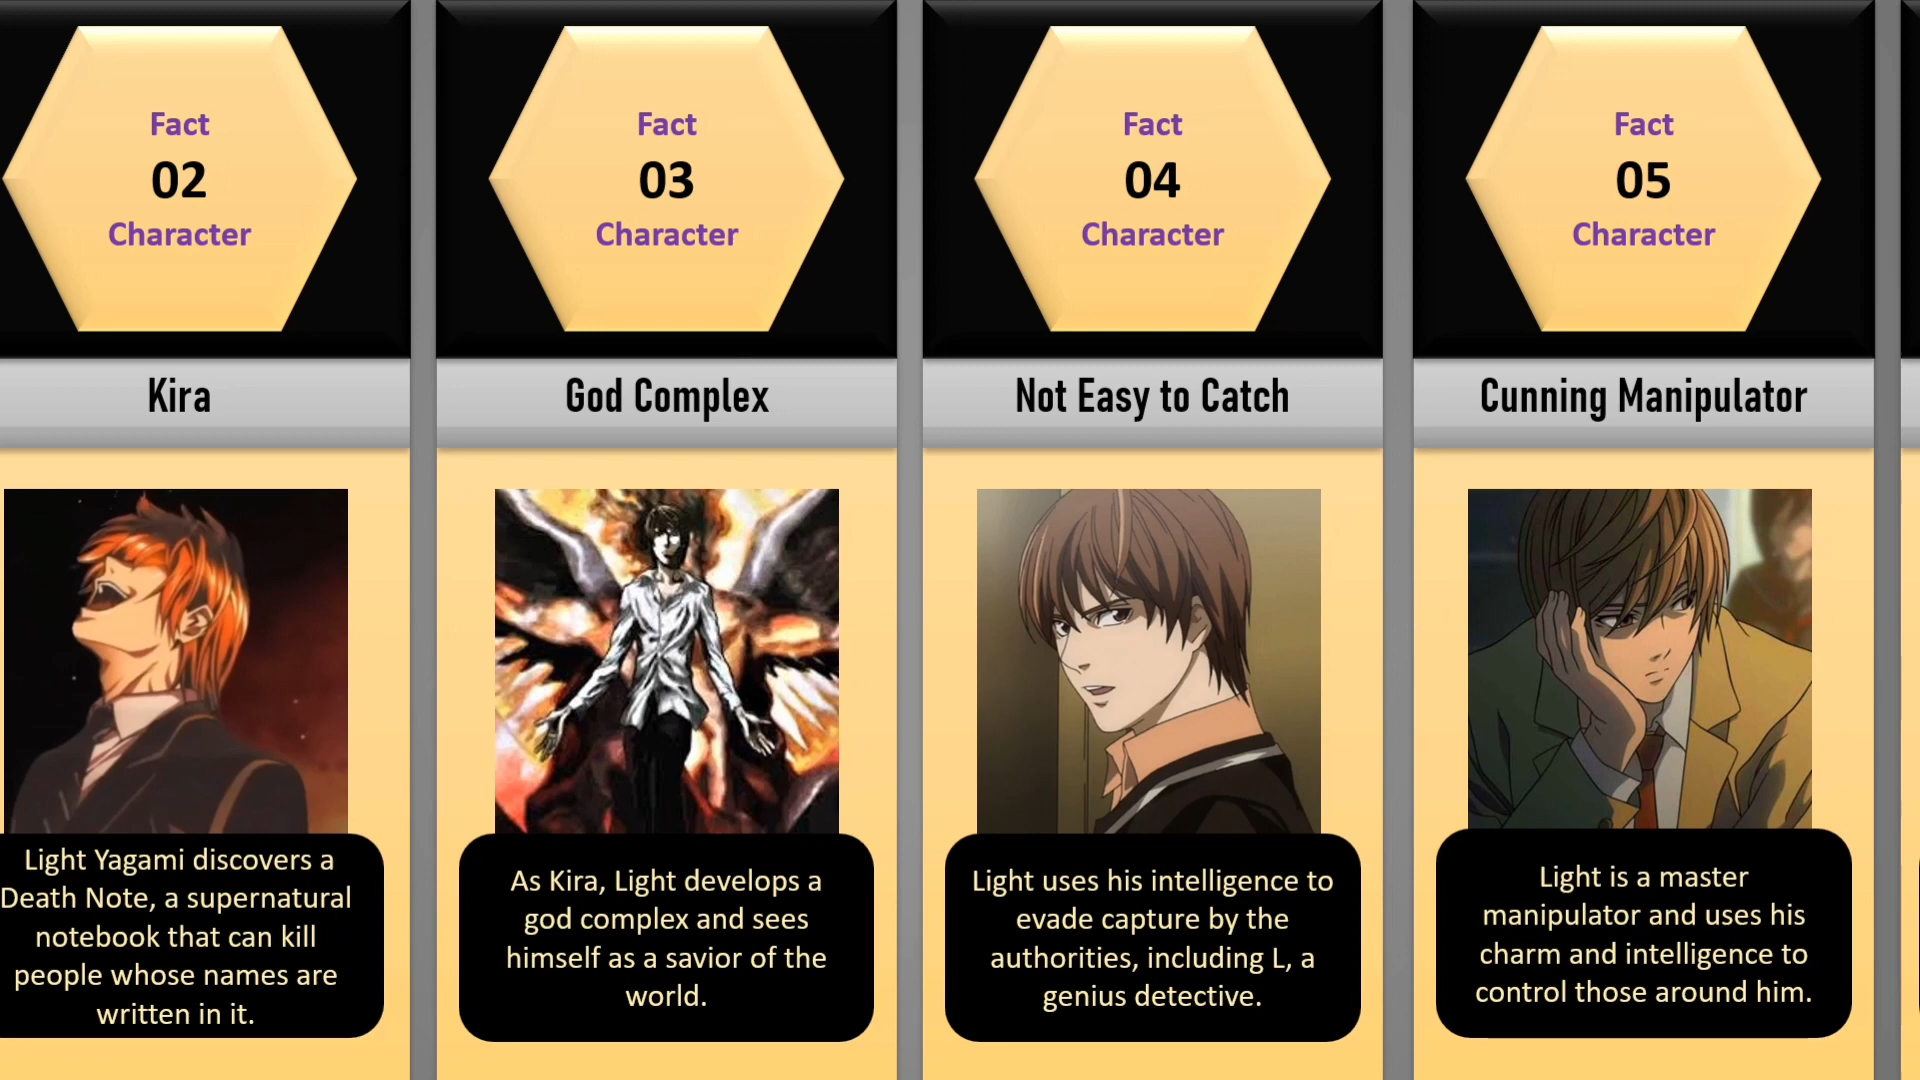 Fact
02
Character
Kira
Light Yagami discovers a
Death Note, a supernatural
notebook that can kill
people whose names are
written in it.
Fact
03
Character
God Complex
As Kira, Light develops a
god complex and sees
himself as a savior of the
world.
Fact
04
Character
Not Easy to Catch
Light uses his intelligence to
evade capture by the
authorities, including L, a
genius detective.
Fact
05
Character
Cunning Manipulator
Light is a master
manipulator and uses his
charm and intelligence to
control those around him.